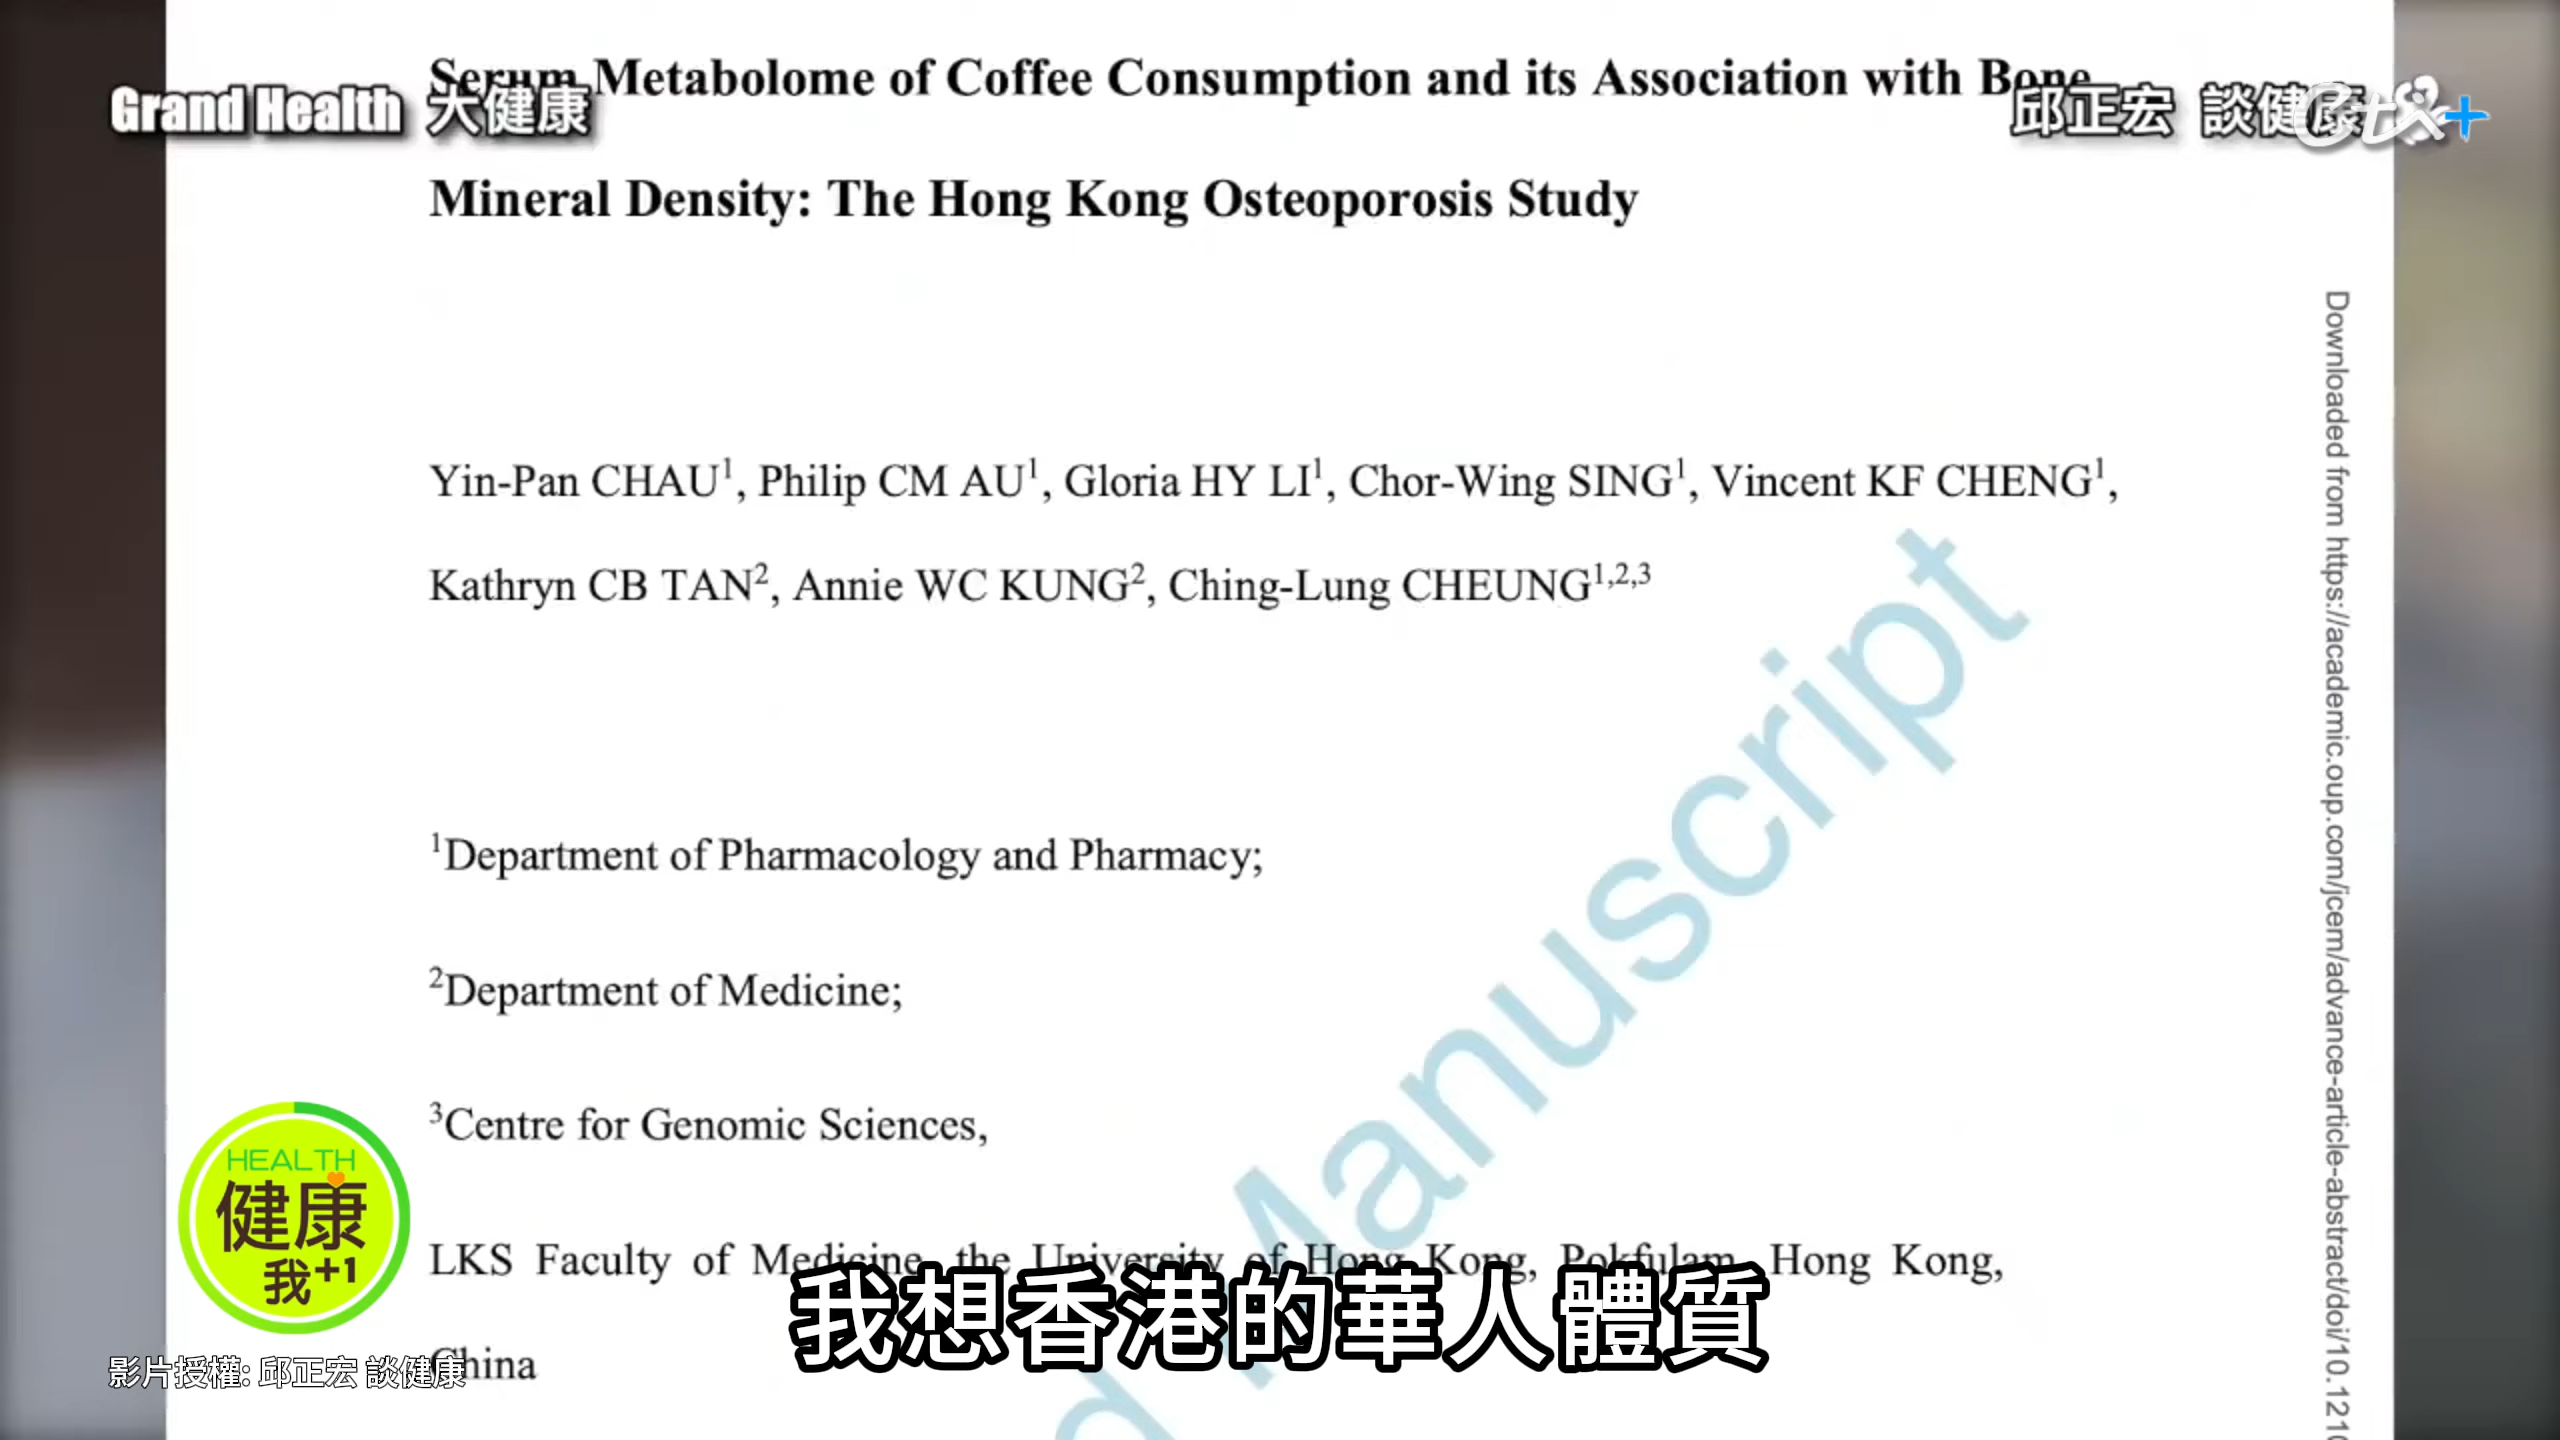 Serum Metabolome of Coffee Consumption and its Association with Bone
Grand Health 大健康
邱正宏 談健康
Ctx+
Mineral Density: The Hong Kong Osteoporosis Study
Yin-Pan CHAU¹, Philip CM AU¹, Gloria HY LI¹, Chor-Wing SING¹, Vincent KF CHENG¹,
Kathryn CB TAN², Annie WC KUNG², Ching-Lung CHEUNG¹,²,³
¹Department of Pharmacology and Pharmacy;
²Department of Medicine;
³Centre for Genomic Sciences,
LKS Faculty of Medicine, the University of Hong Kong, Pokfulam, Hong Kong,
China
Manuscript
Downloaded from https://academic.oup.com/jcem/advance-article-abstract/doi/10.1210
HEALTH
健康
我+1
我想香港的華人體質
影片授權: 邱正宏 談健康